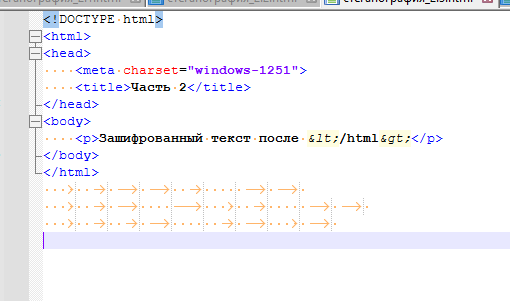 <!DOCTYPE html>
<html>
<head>
<meta charset="windows-1251">
<title>Часть 2</title>
</head>
<body>
<p>Зашифрованный текст после &lt;/html&gt;</p>
</body>
</html>